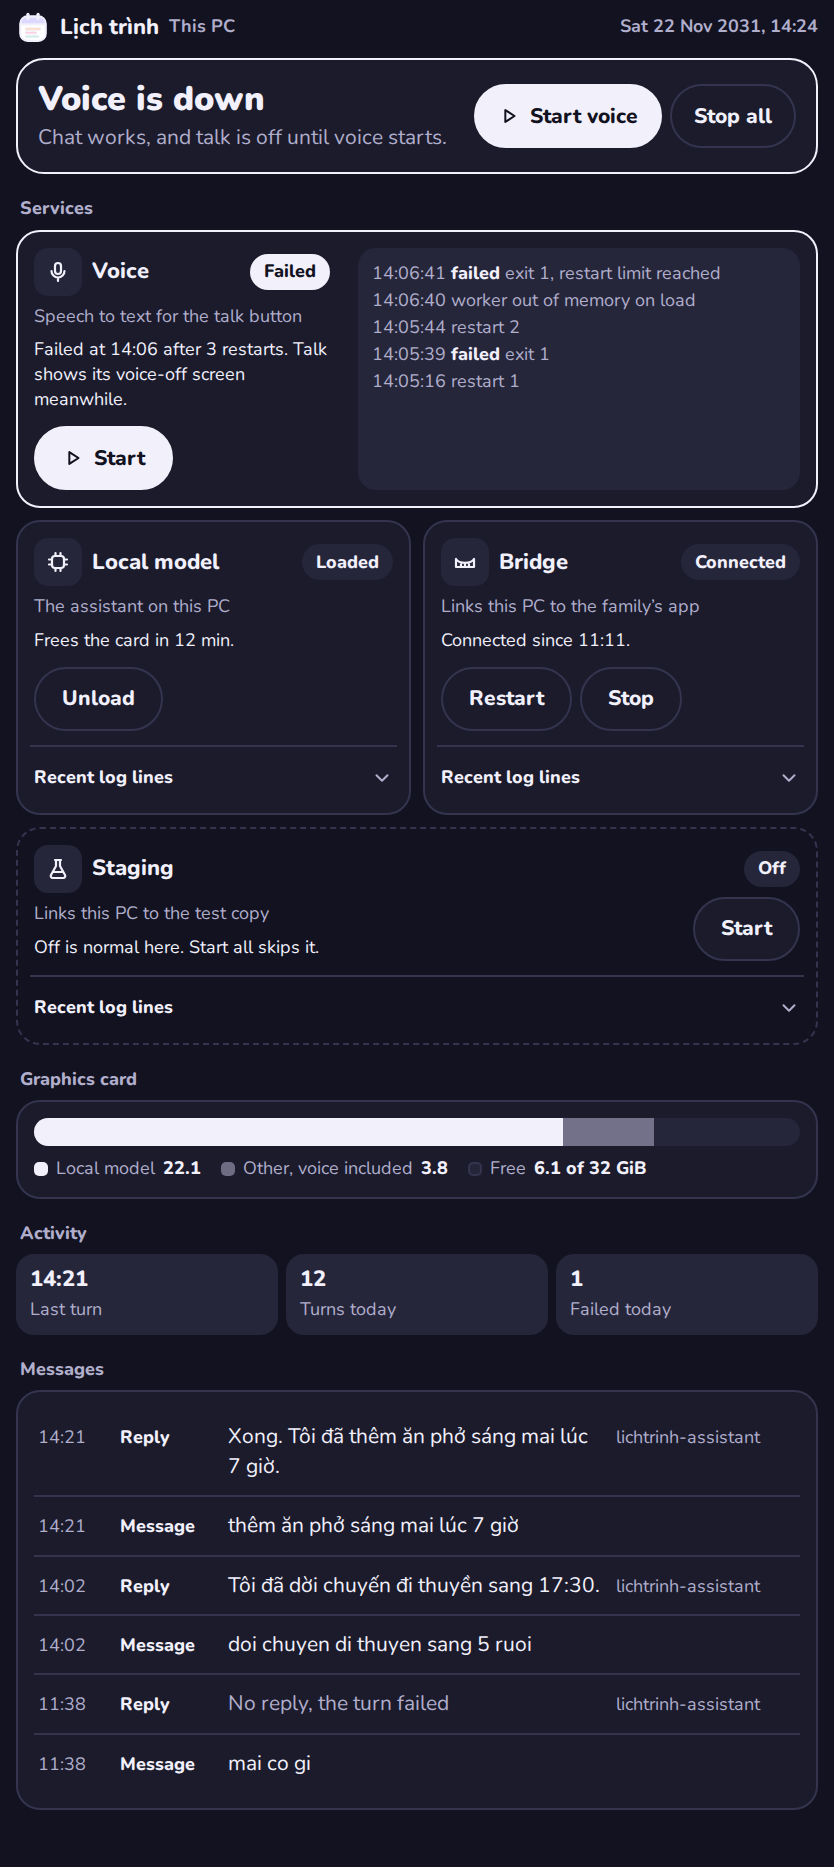 Lịch trình This PC
Sat 22 Nov 2031, 14:24
Voice is down
Chat works, and talk is off until voice starts.
Start voice
Stop all
Services
Voice
Failed
Speech to text for the talk button
Failed at 14:06 after 3 restarts. Talk
shows its voice-off screen
meanwhile.
Start
14:06:41 failed exit 1, restart limit reached
14:06:40 worker out of memory on load
14:05:44 restart 2
14:05:39 failed exit 1
14:05:16 restart 1
Local model
Loaded
The assistant on this PC
Frees the card in 12 min.
Unload
Recent log lines
Bridge
Connected
Links this PC to the family’s app
Connected since 11:11.
Restart
Stop
Recent log lines
Staging
Off
Links this PC to the test copy
Off is normal here. Start all skips it.
Start
Recent log lines
Graphics card
Local model 22.1
Other, voice included 3.8
Free 6.1 of 32 GiB
Activity
14:21
Last turn
12
Turns today
1
Failed today
Messages
14:21 Reply Xong. Tôi đã thêm ăn phở sáng mai lúc lichtrinh-assistant
7 giờ.
14:21 Message thêm ăn phở sáng mai lúc 7 giờ
14:02 Reply Tôi đã dời chuyến đi thuyền sang 17:30. lichtrinh-assistant
14:02 Message doi chuyen di thuyen sang 5 ruoi
11:38 Reply No reply, the turn failed lichtrinh-assistant
11:38 Message mai co gi